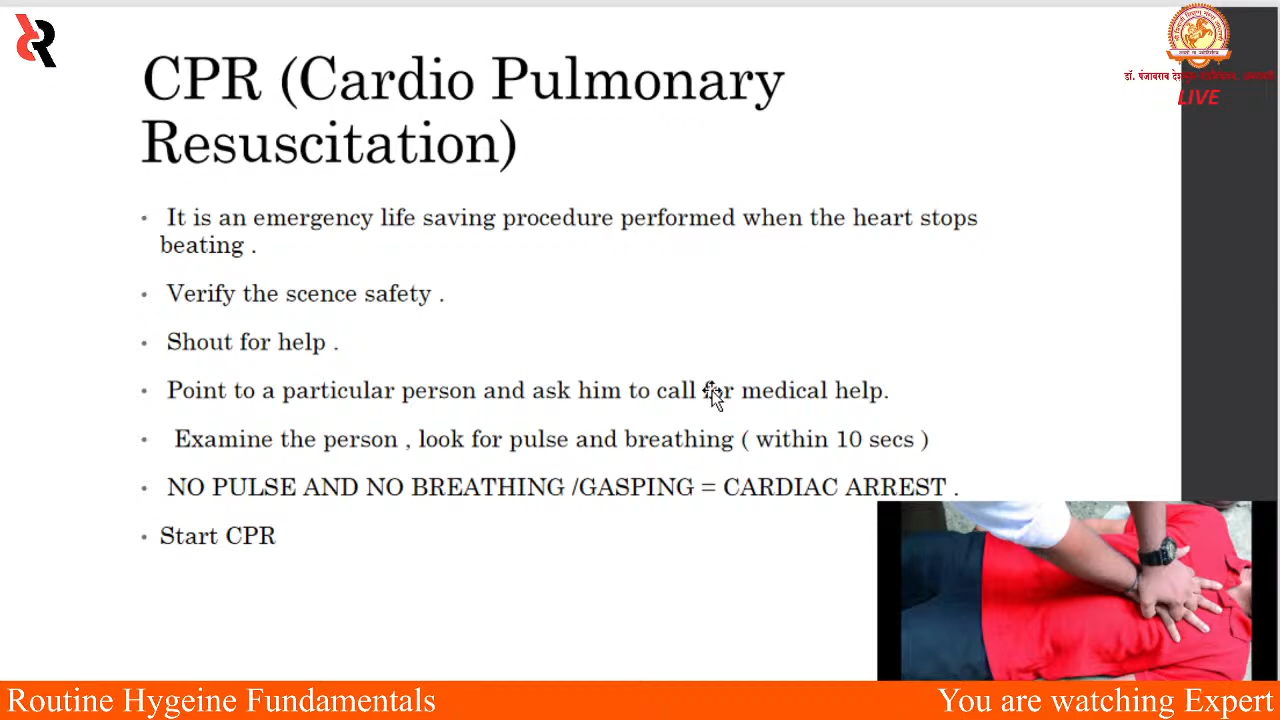 CPR (Cardio Pulmonary
Resuscitation)
LIVE
• It is an emergency life saving procedure performed when the heart stops
beating .
• Verify the scence safety .
• Shout for help .
• Point to a particular person and ask him to call for medical help.
• Examine the person , look for pulse and breathing ( within 10 secs )
• NO PULSE AND NO BREATHING /GASPING = CARDIAC ARREST .
• Start CPR
Routine Hygeine Fundamentals
You are watching Expert